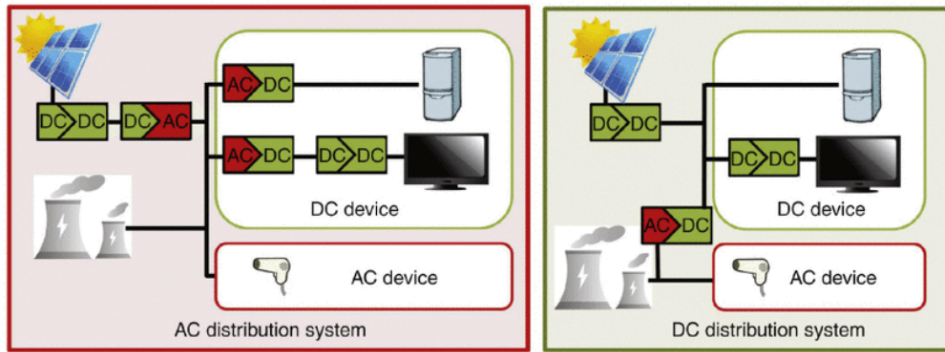 AC DC
DC DC DC AC
AC DC DC DC
DC device
AC device
AC distribution system
DC DC
DC DC
DC device
AC DC
AC device
DC distribution system